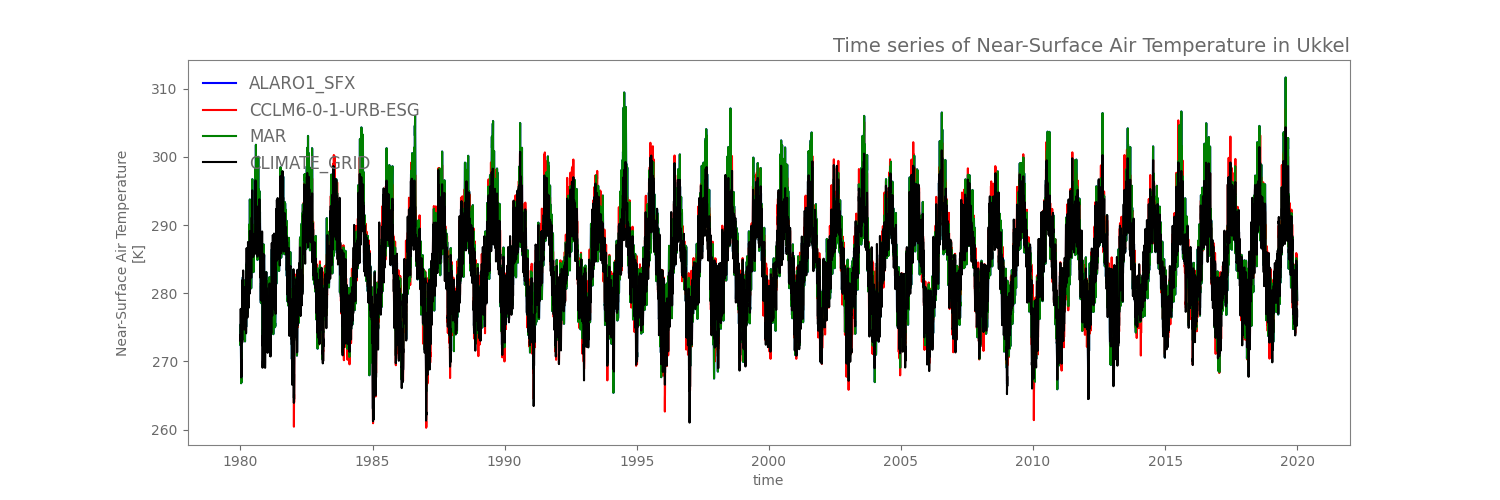 Time series of Near-Surface Air Temperature in Ukkel
ALARO1_SFX
CCLM6-0-1-URB-ESG
MAR
CLIMATE_GRID
310
300
290
280
270
260
Near-Surface Air Temperature
[K]
1980 1985 1990 1995 2000 2005 2010 2015 2020
time